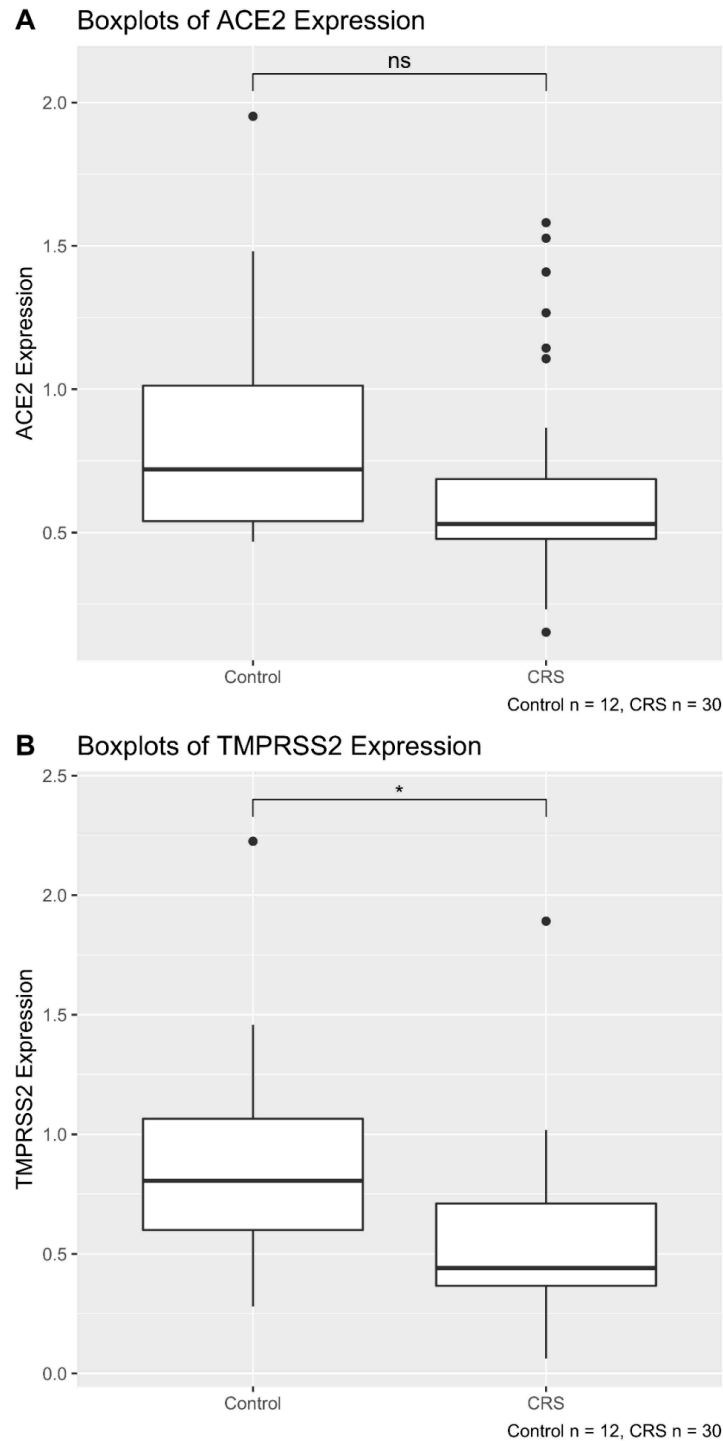 A Boxplots of ACE2 Expression
ns
2.0
1.5
1.0
0.5
ACE2 Expression
Control CRS
Control n = 12, CRS n = 30
B Boxplots of TMPRSS2 Expression
2.5
*
2.0
1.5
1.0
0.5
0.0
TMPRSS2 Expression
Control CRS
Control n = 12, CRS n = 30